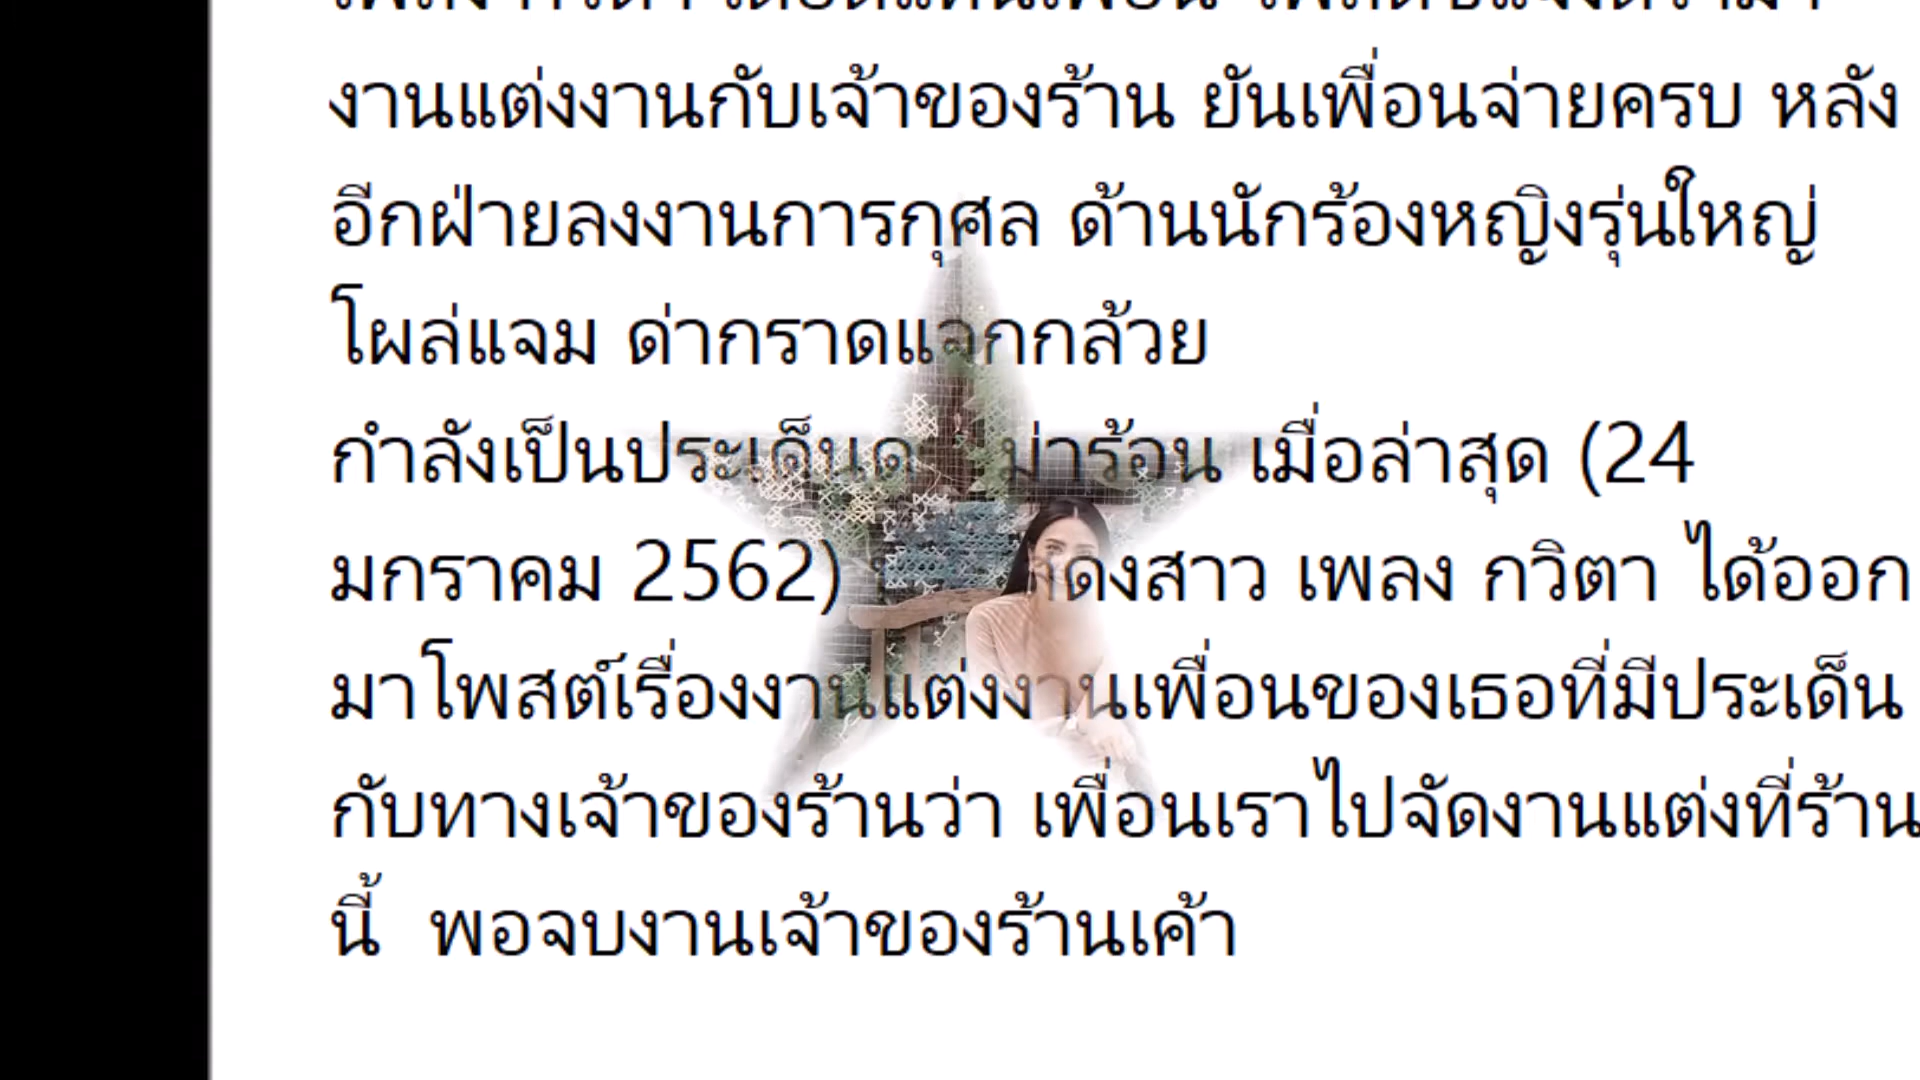 งานแต่งงานกับเจ้าของร้าน ยันเพื่อนจ่ายครบ หลัง
อีกฝ่ายลงงานการกุศล ด้านนักร้องหญิงรุ่นใหญ่
โผล่แจม ด่ากราดแจกกล้วย
กำลังเป็นประเด็นด ม่าร้อน เมื่อล่าสุด (24
มกราคม 2562) ดงสาว เพลง กวิตา ได้ออก
มาโพสต์เรื่องงานแต่งงานเพื่อนของเธอที่มีประเด็น
กับทางเจ้าของร้านว่า เพื่อนเราไปจัดงานแต่งที่ร้าน
นี้ พอจบงานเจ้าของร้านเค้า